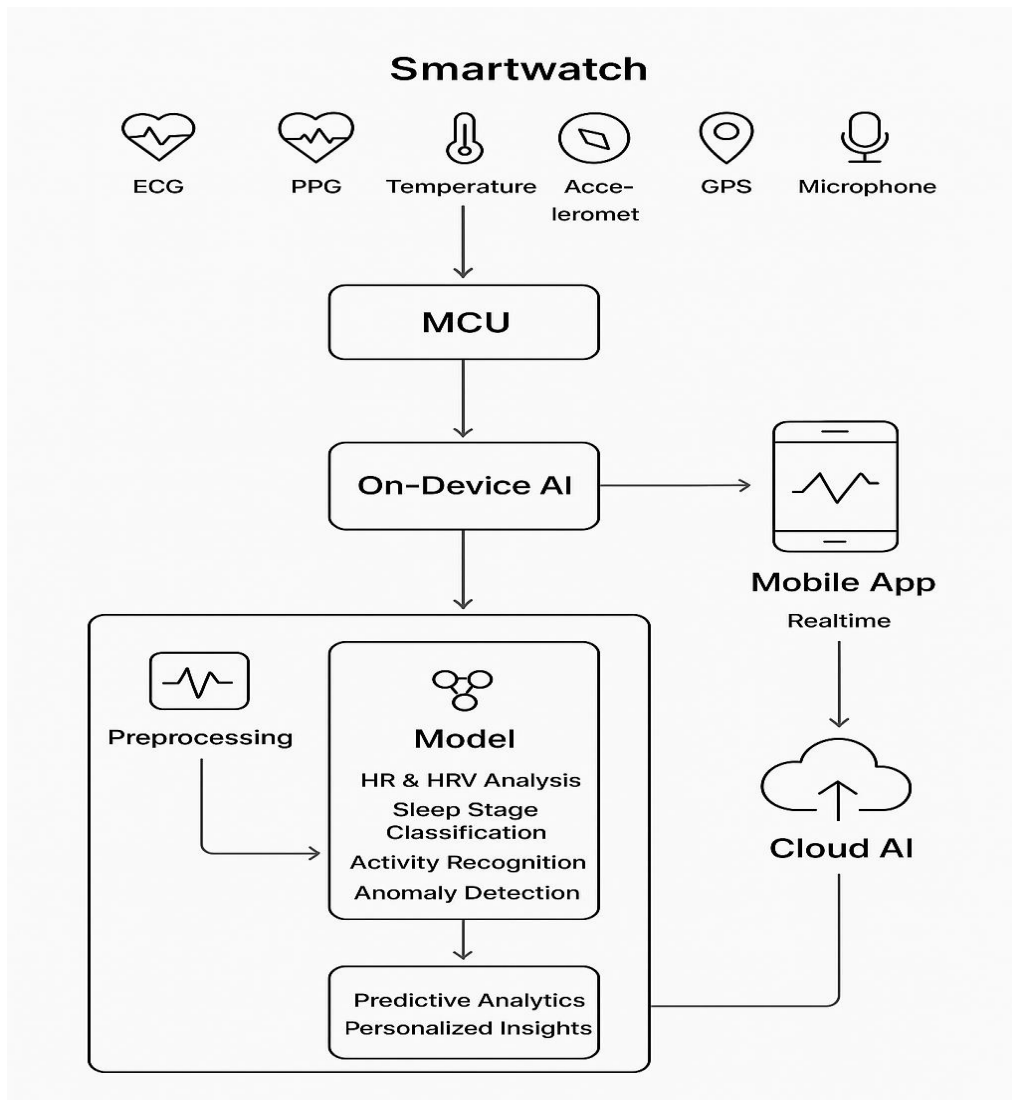 Smartwatch
ECG
PPG
Temperature
Acce-
leromet
GPS
Microphone
MCU
On-Device AI
Mobile App
Realtime
Preprocessing
Model
HR & HRV Analysis
Sleep Stage
Classification
Activity Recognition
Anomaly Detection
Cloud AI
Predictive Analytics
Personalized Insights